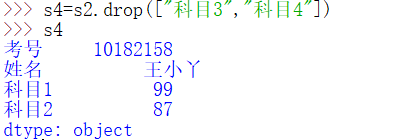 >>> s4=s2.drop(["科目3","科目4"])
>>> s4
考号 10182158
姓名 王小丫
科目1 99
科目2 87
dtype: object